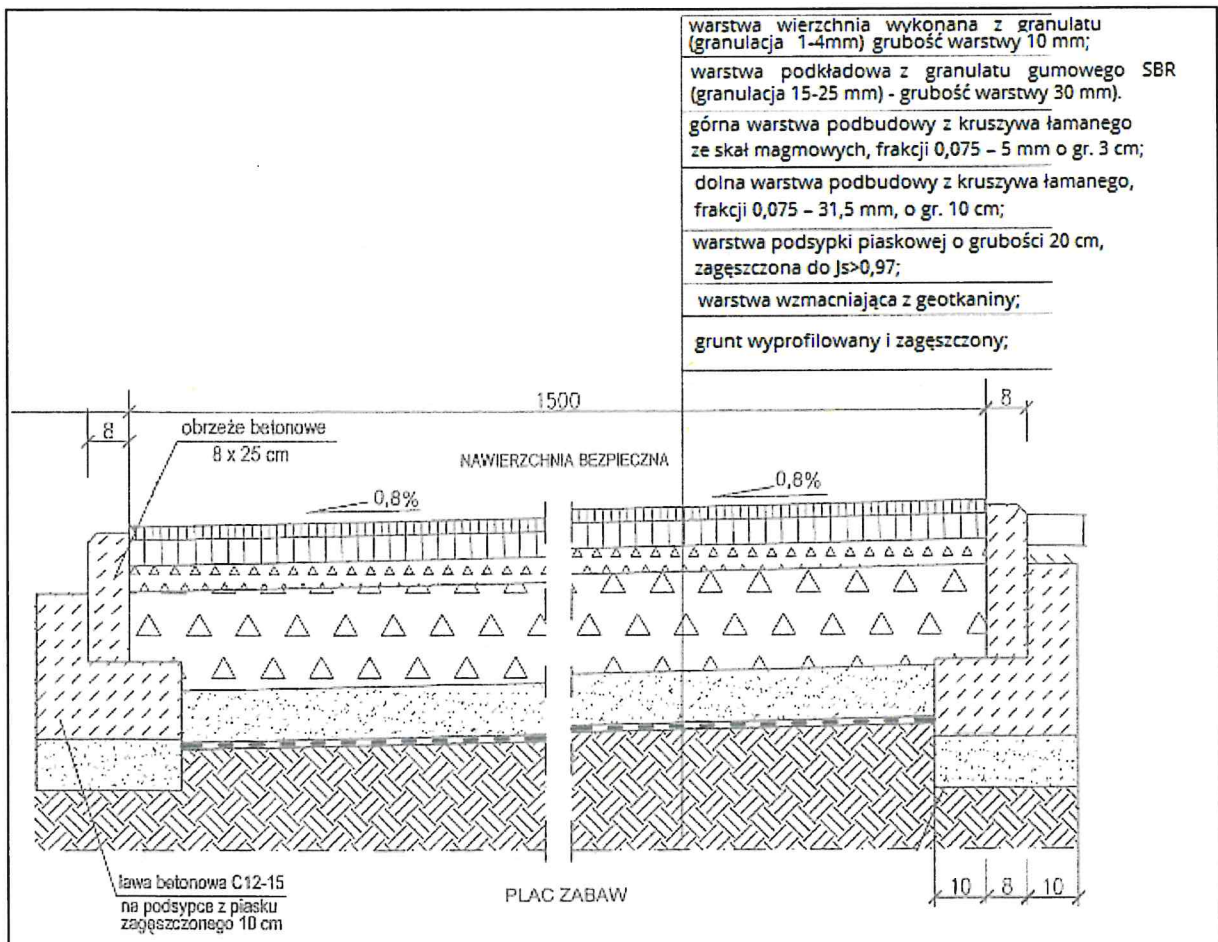 warstwa wierzchnia wykonana z granulatu
(granulacja 1-4mm) grubość warstwy 10 mm;
warstwa podkładowa z granulatu gumowego SBR
(granulacja 15-25 mm) - grubość warstwy 30 mm).
górna warstwa podbudowy z kruszywa łamanego
ze skał magmowych, frakcji 0,075 – 5 mm o gr. 3 cm;
dolna warstwa podbudowy z kruszywa łamanego,
frakcji 0,075 – 31,5 mm, o gr. 10 cm;
warstwa podsypki piaskowej o grubości 20 cm,
zagęszczona do Js>0,97;
warstwa wzmacniająca z geotkaniny;
grunt wyprofilowany i zagęszczony;
1500
8
8
obrzeże betonowe
8 x 25 cm
NAWIERZCHNIA BEZPIECZNA
0,8%
0,8%
ława betonowa C12-15
na podsypce z piasku
zagęszczonego 10 cm
PLAC ZABAW
10 8 10